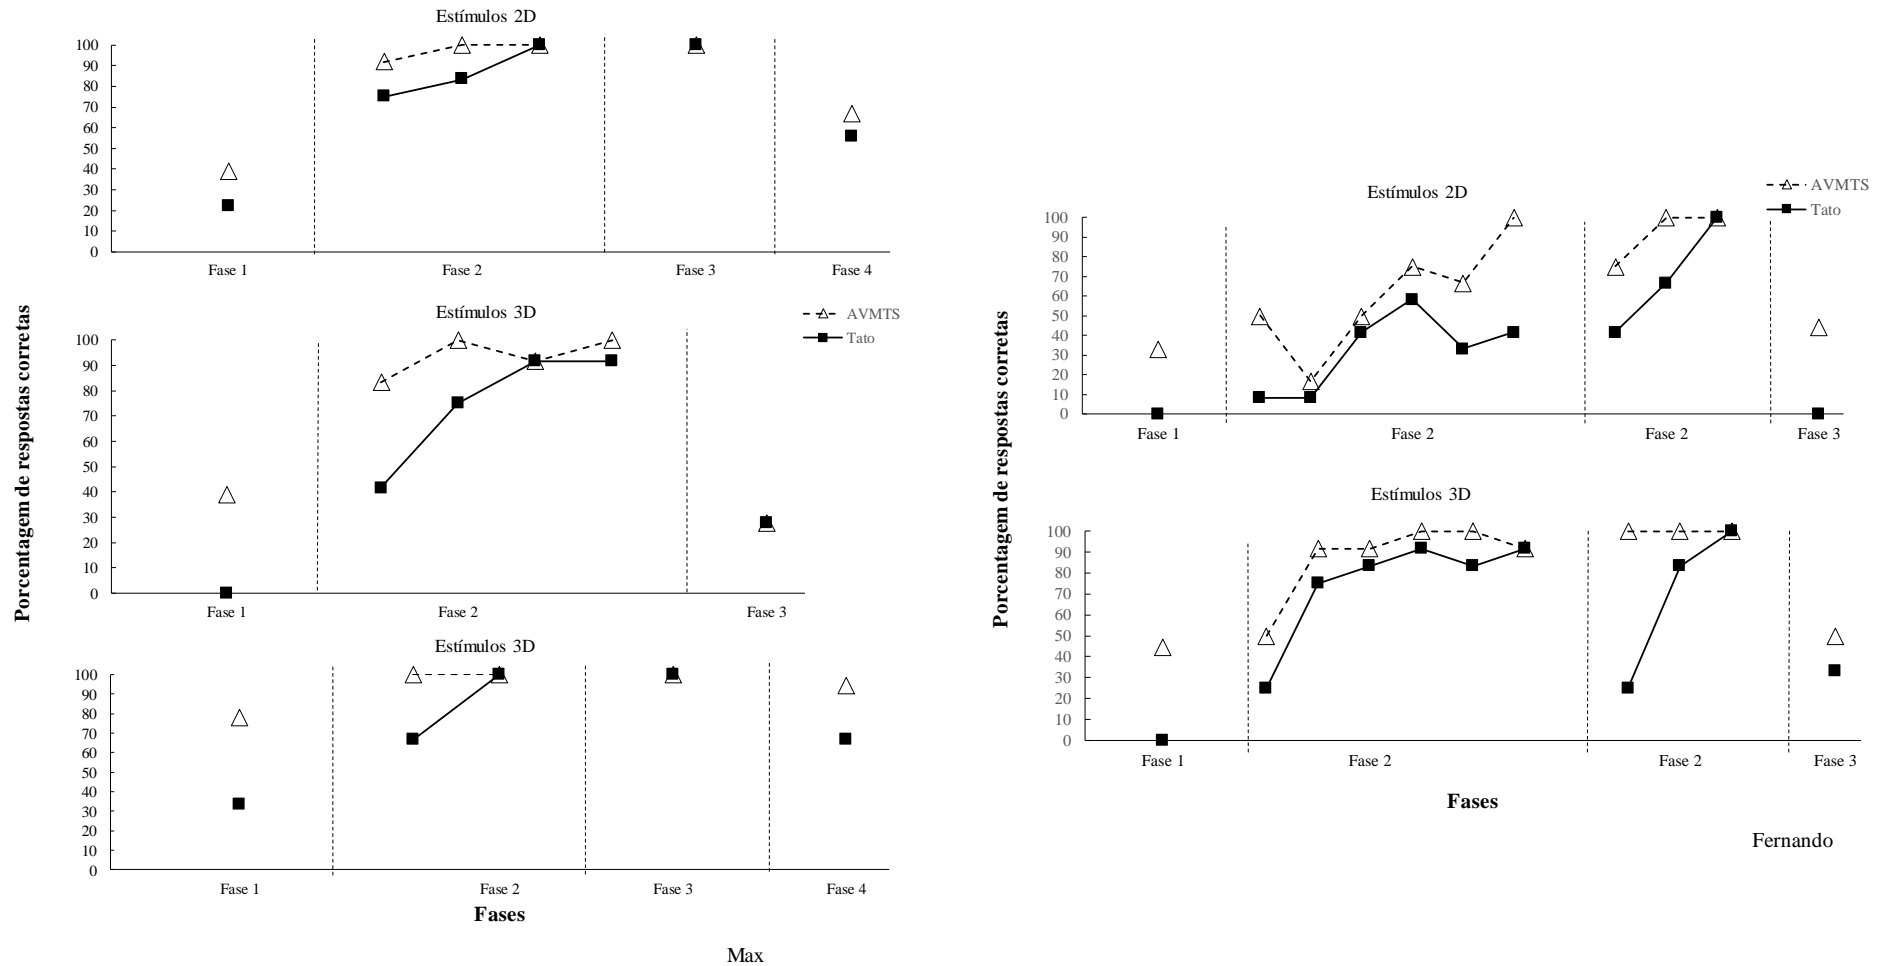 Estímulos 2D
100
90
80
70
60
50
40
30
20
10
0
Fase 1 Fase 2 Fase 3 Fase 4
Porcentagem de respostas corretas
Estímulos 3D
AVMTS
Tato
100
90
80
70
60
50
40
30
20
10
0
Fase 1 Fase 2 Fase 3
Estímulos 3D
100
90
80
70
60
50
40
30
20
10
0
Fase 1 Fase 2 Fase 3 Fase 4
Fases
Max
Estímulos 2D
AVMTS
Tato
100
90
80
70
60
50
40
30
20
10
0
Fase 1 Fase 2 Fase 2 Fase 3
Porcentagem de respostas corretas
Estímulos 3D
100
90
80
70
60
50
40
30
20
10
0
Fase 1 Fase 2 Fase 2 Fase 3
Fases
Fernando